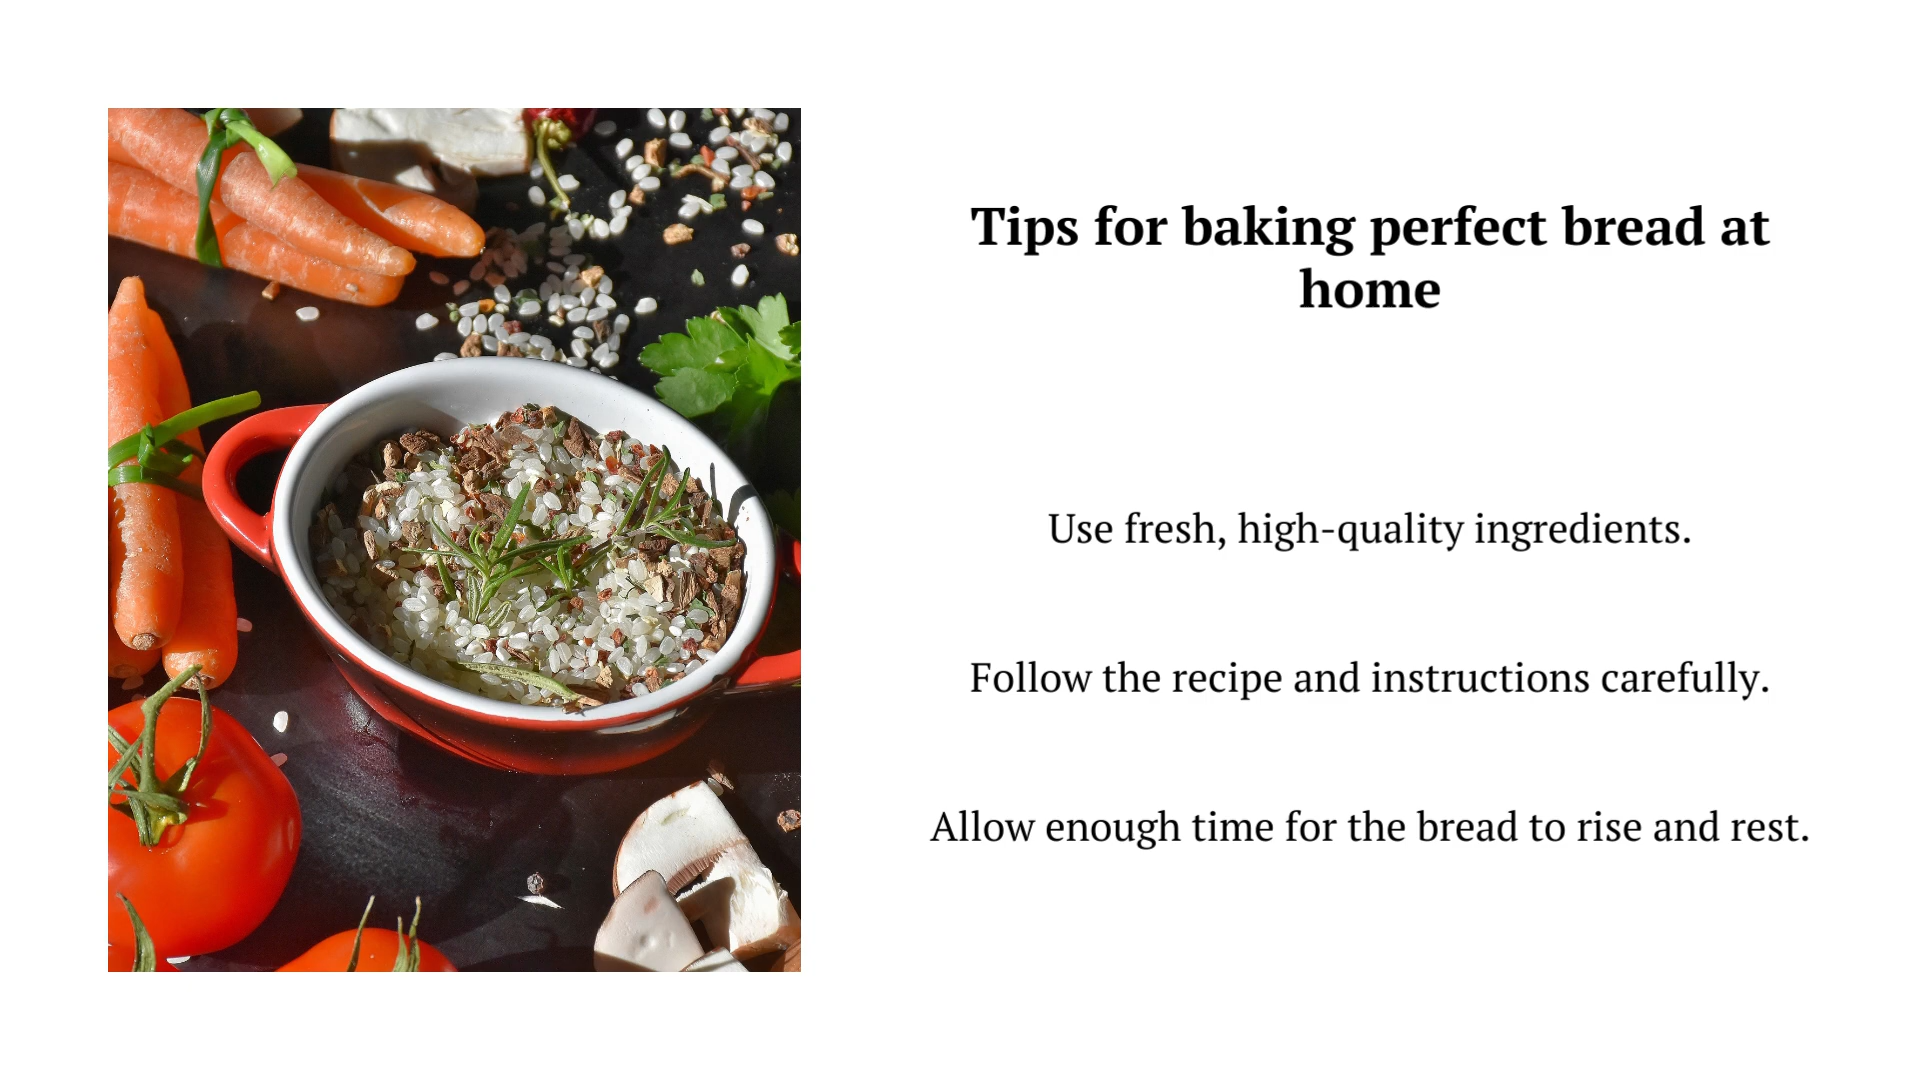 Tips for baking perfect bread at
home
Use fresh, high-quality ingredients.
Follow the recipe and instructions carefully.
Allow enough time for the bread to rise and rest.